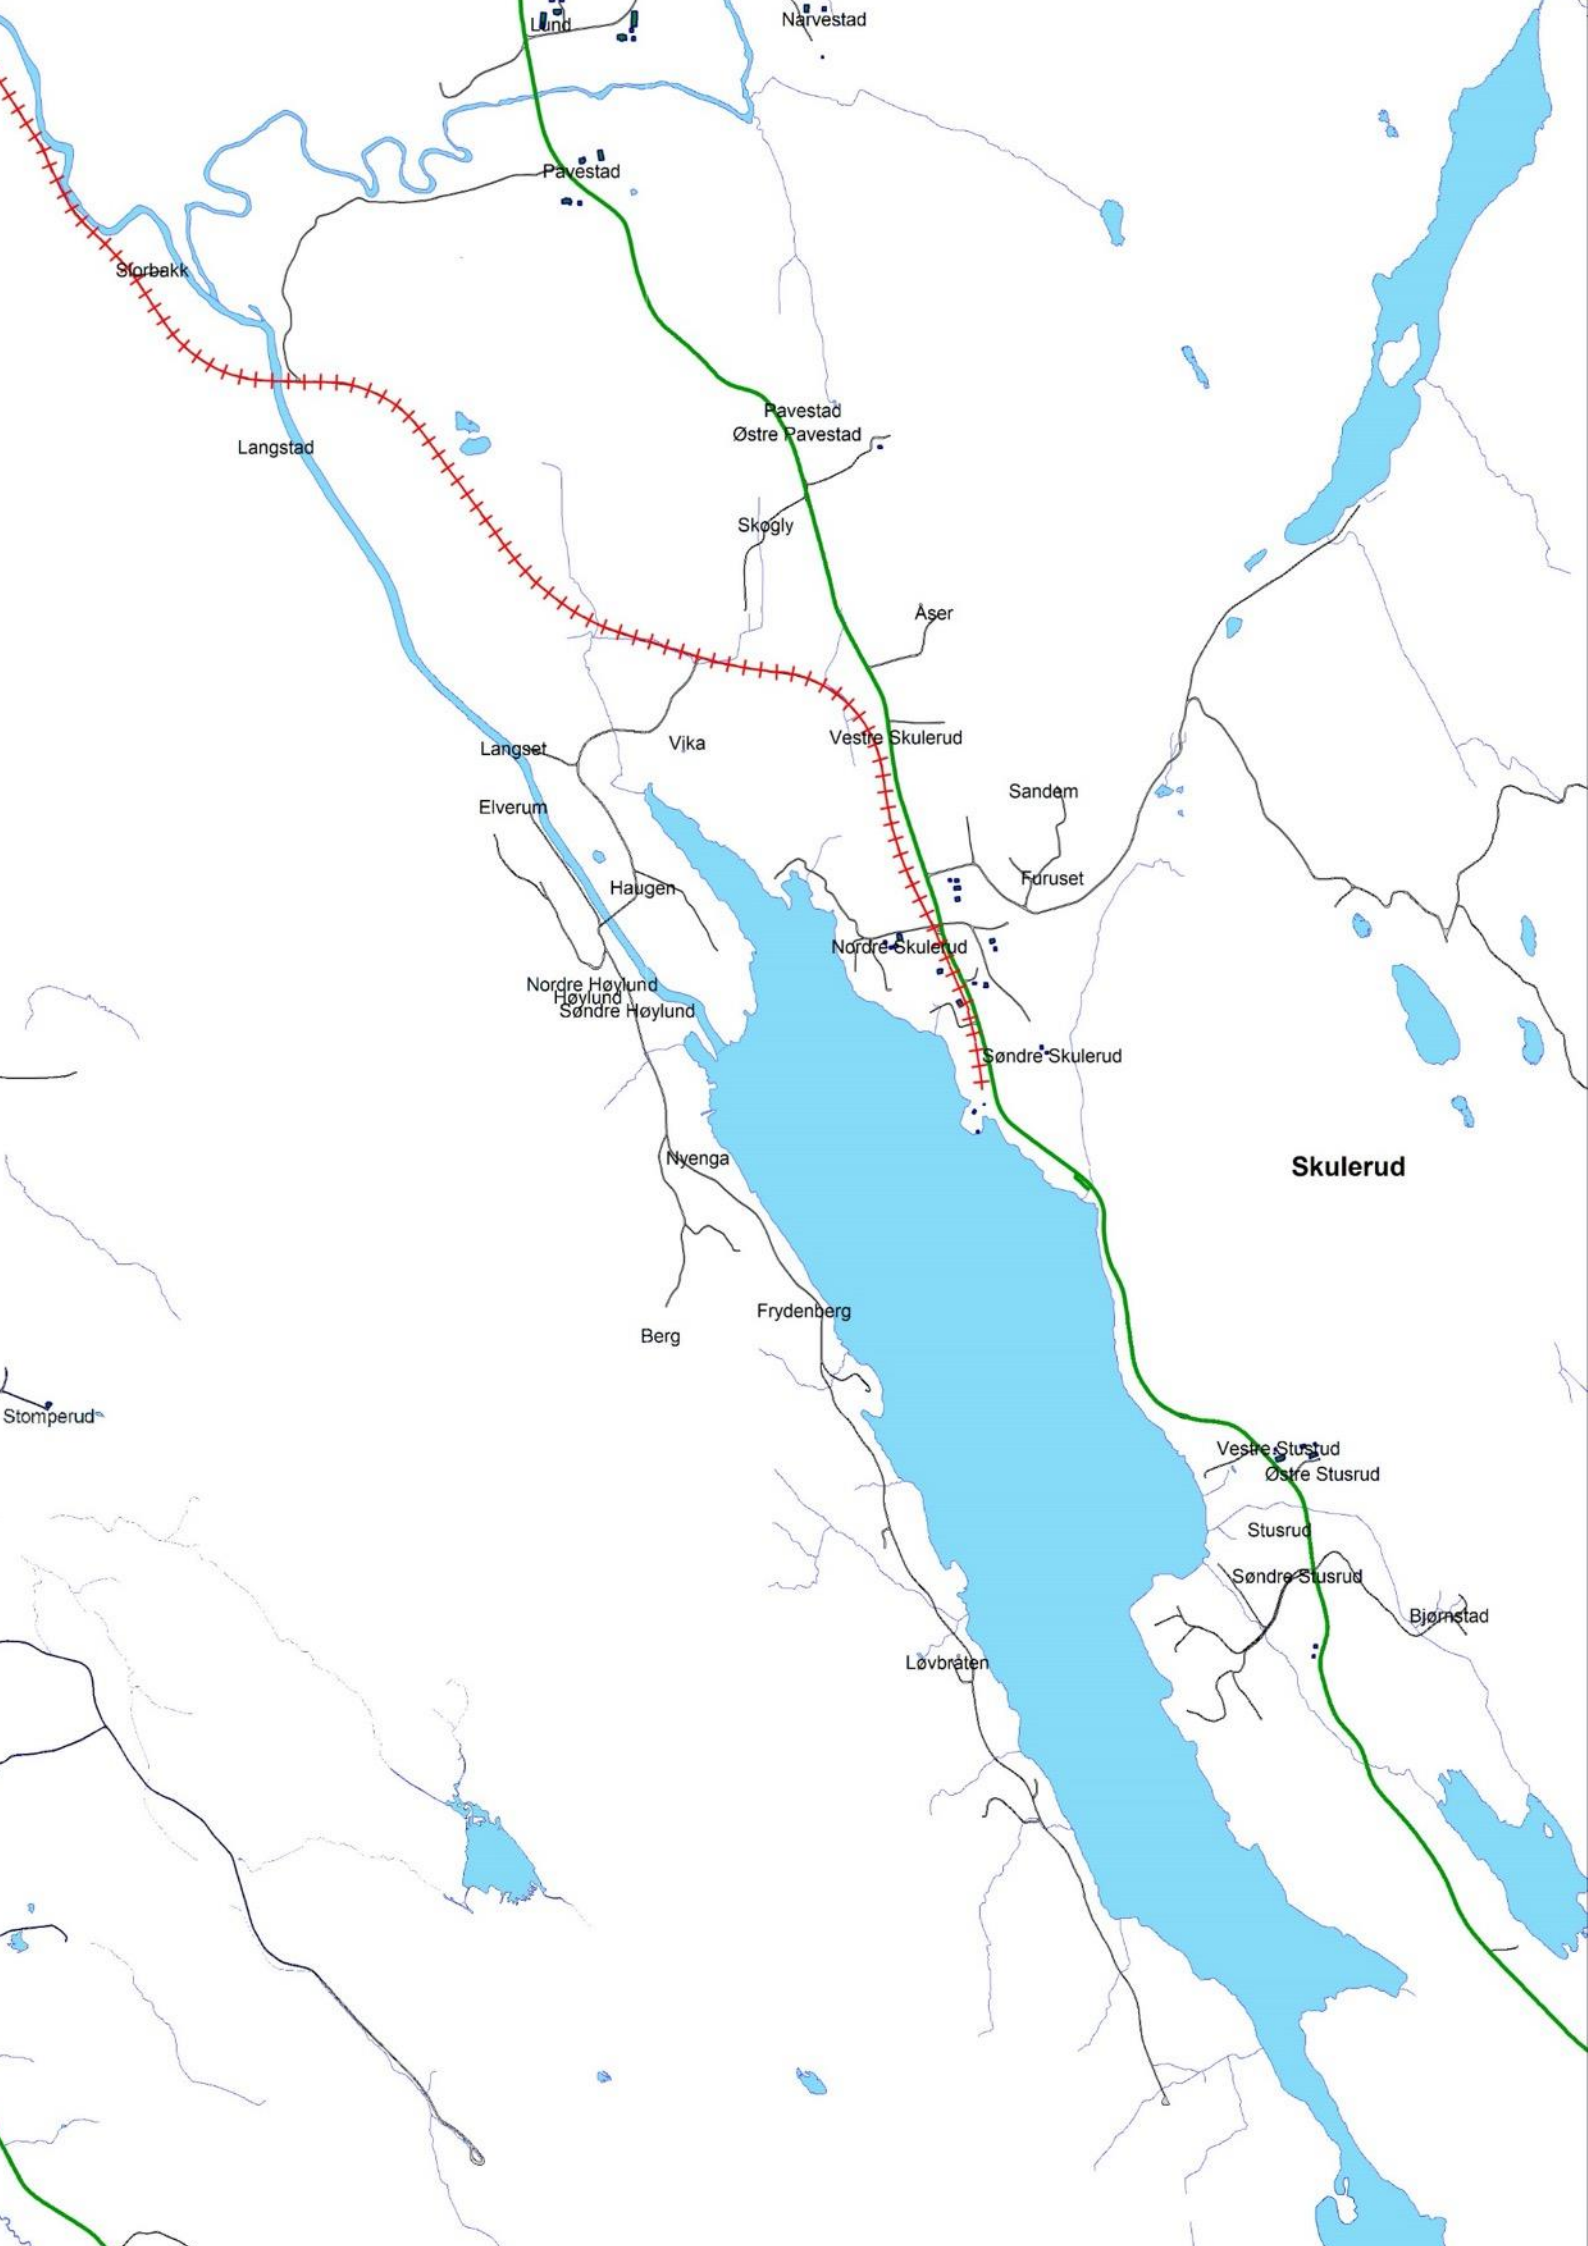 Lund
Narvestad
Pavestad
Slorbakk
Pavestad
Østre Pavestad
Langstad
Skogly
Åser
Vestre Skulerud
Vika
Langset
Sandem
Elverum
Furuset
Haugen
Nordre Skulerud
Nordre Høylund
Høylund
Søndre Høylund
Søndre Skulerud
Nyenga
Skulerud
Frydenberg
Berg
Stomperud
Vestre Stusrud
Østre Stusrud
Stusrud
Søndre Stusrud
Bjørnstad
Løvbråten